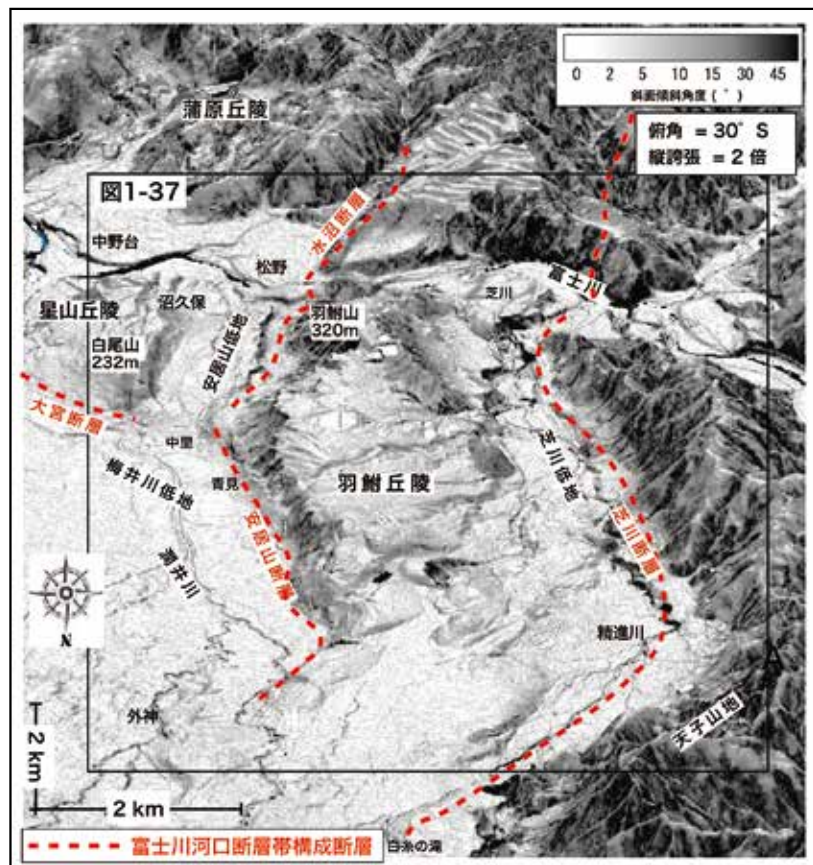 0 2 5 10 15 30 45
斜面傾斜角度 (°)
俯角 = 30° S
縦誇張 = 2 倍
蒲原丘陵
図1-37
水沼断層
中野台
松野
富士川
星山丘陵
沼久保
芝川
羽鮒山
320m
白尾山
232m
安居山低地
大宮断層
中里
青見
梅井川低地
羽鮒丘陵
芝川低地
芝川断層
安居山断層
潤井川
N
精進川
外神
天子山地
2 km
2 km
白糸の滝
富士川河口断層帯構成断層